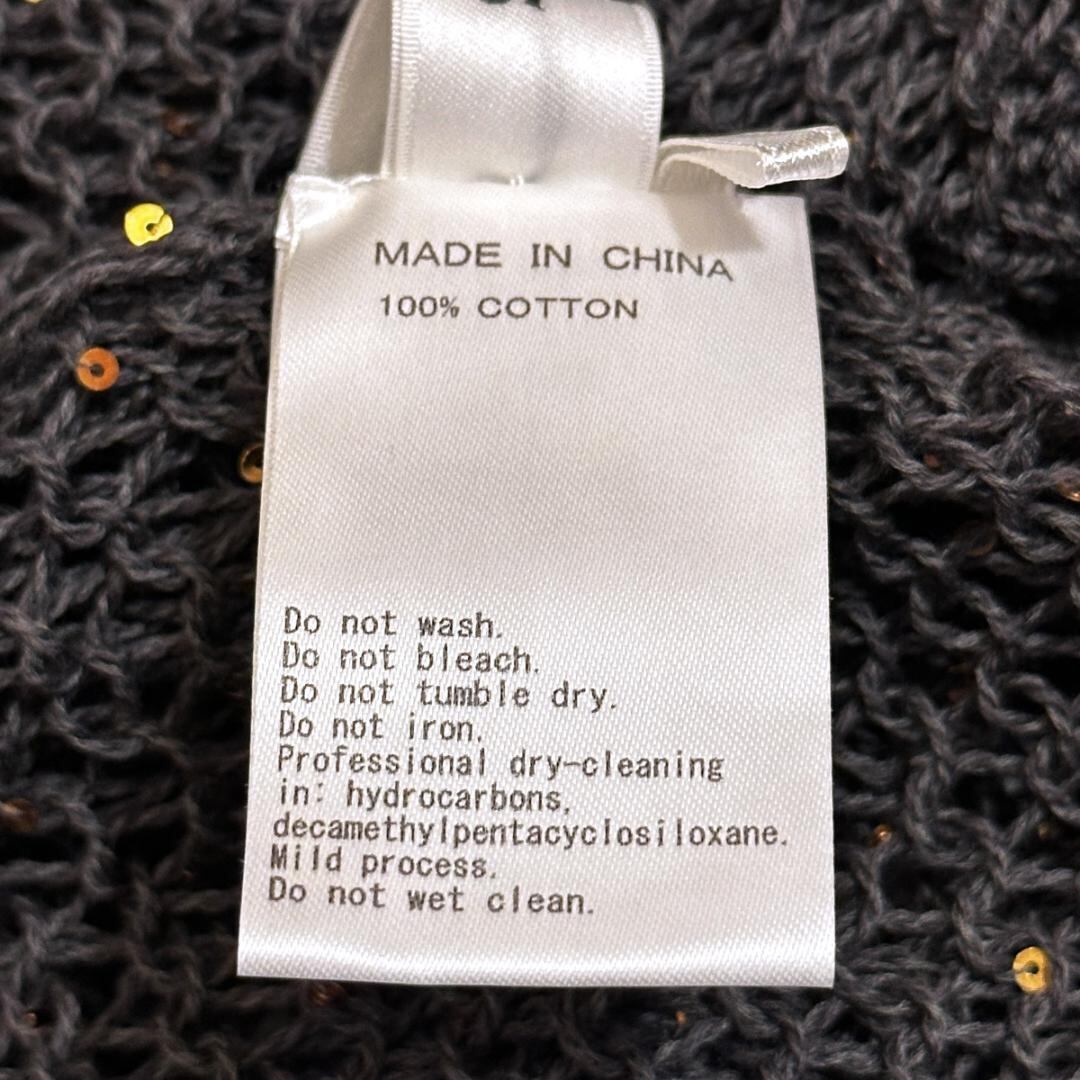 MADE IN CHINA
100% COTTON
Do not wash.
Do not bleach.
Do not tumble dry.
Do not iron.
Professional dry-cleaning
in: hydrocarbons,
decamethylpentacyclosiloxane.
Mild process.
Do not wet clean.